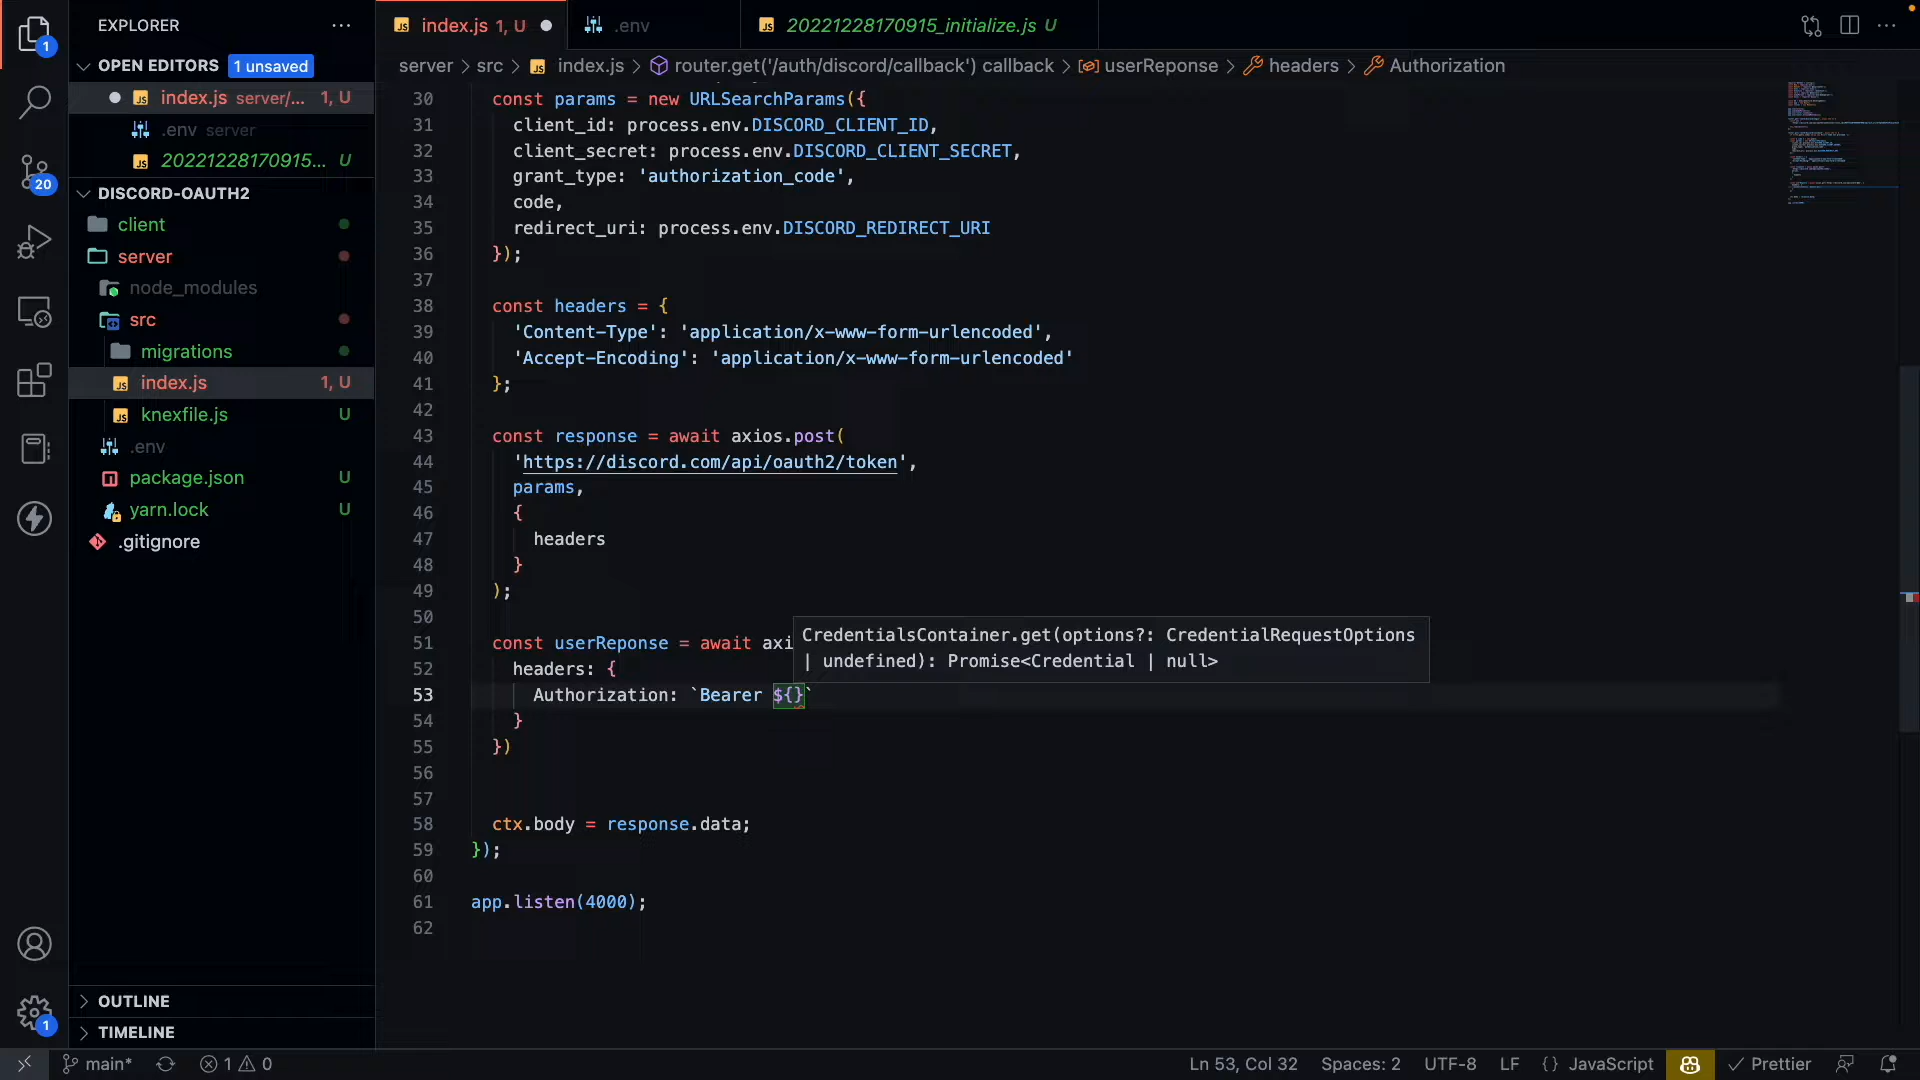 EXPLORER
OPEN EDITORS 1 unsaved
index.js server/... 1, U
.env server
20221228170915... U
DISCORD-OAUTH2
client
server
node_modules
src
migrations
index.js 1, U
knexfile.js U
.env
package.json U
yarn.lock U
.gitignore
OUTLINE
TIMELINE
1
20
1
index.js 1, U
.env
20221228170915_initialize.js U
server > src > index.js > router.get('/auth/discord/callback') callback > userReponse > headers > Authorization
30 const params = new URLSearchParams({
31 client_id: process.env.DISCORD_CLIENT_ID,
32 client_secret: process.env.DISCORD_CLIENT_SECRET,
33 grant_type: 'authorization_code',
34 code,
35 redirect_uri: process.env.DISCORD_REDIRECT_URI
36 });
37
38 const headers = {
39 'Content-Type': 'application/x-www-form-urlencoded',
40 'Accept-Encoding': 'application/x-www-form-urlencoded'
41 };
42
43 const response = await axios.post(
44 'https://discord.com/api/oauth2/token',
45 params,
46 {
47 headers
48 }
49 );
50
51 const userReponse = await axi
CredentialsContainer.get(options?: CredentialRequestOptions
| undefined): Promise<Credential | null>
52 headers: {
53 Authorization: `Bearer ${}`
54 }
55 })
56
57
58 ctx.body = response.data;
59 });
60
61 app.listen(4000);
62
main* 1 0 Ln 53, Col 32 Spaces: 2 UTF-8 LF {} JavaScript Prettier